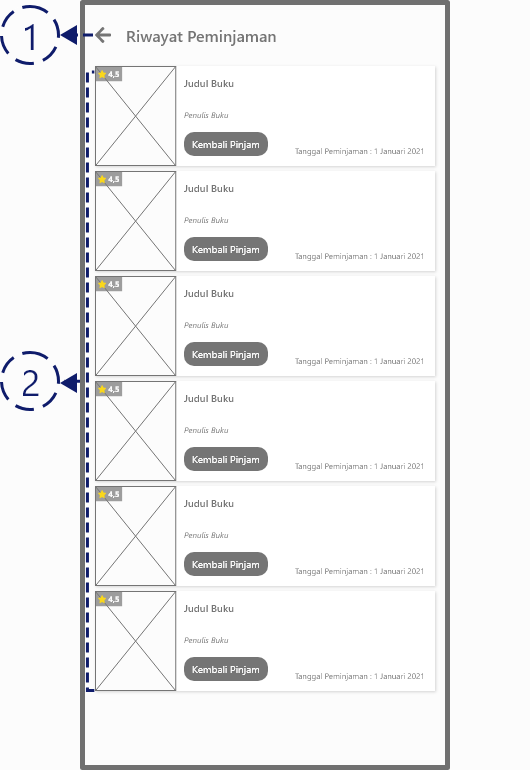 1
Riwayat Peminjaman
4,5
Judul Buku
Penulis Buku
Kembali Pinjam
Tanggal Peminjaman : 1 Januari 2021
4,5
Judul Buku
Penulis Buku
Kembali Pinjam
Tanggal Peminjaman : 1 Januari 2021
4,5
Judul Buku
Penulis Buku
Kembali Pinjam
Tanggal Peminjaman : 1 Januari 2021
2
4,5
Judul Buku
Penulis Buku
Kembali Pinjam
Tanggal Peminjaman : 1 Januari 2021
4,5
Judul Buku
Penulis Buku
Kembali Pinjam
Tanggal Peminjaman : 1 Januari 2021
4,5
Judul Buku
Penulis Buku
Kembali Pinjam
Tanggal Peminjaman : 1 Januari 2021